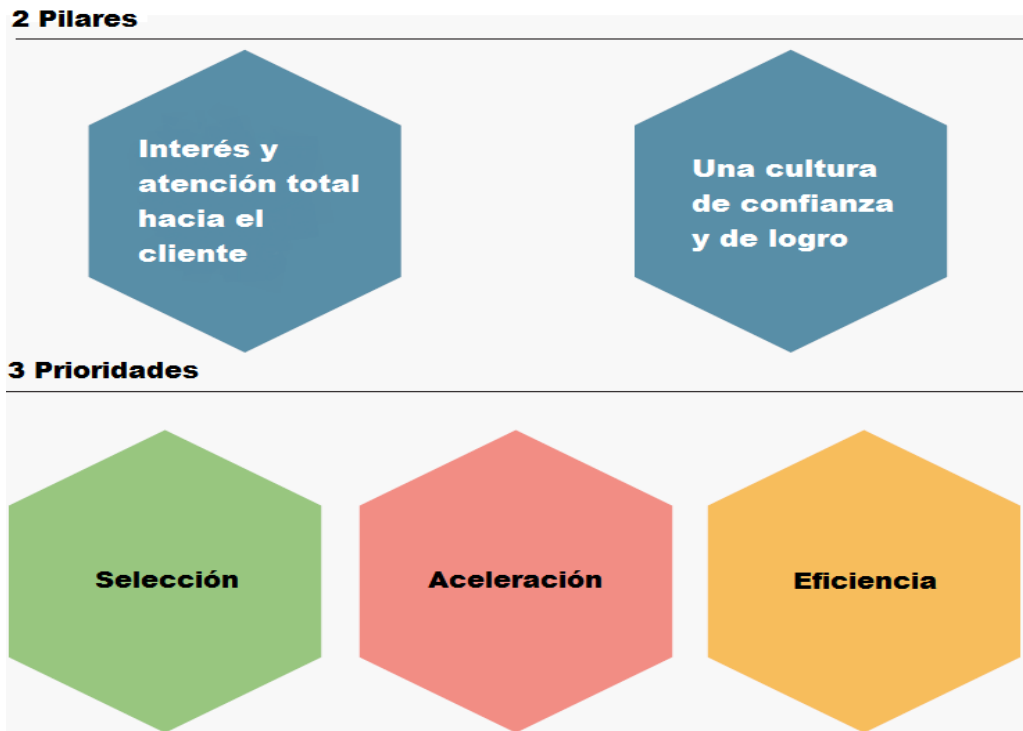 2 Pilares
Interés y
atención total
hacia el
cliente
Una cultura
de confianza
y de logro
3 Prioridades
Selección
Aceleración
Eficiencia